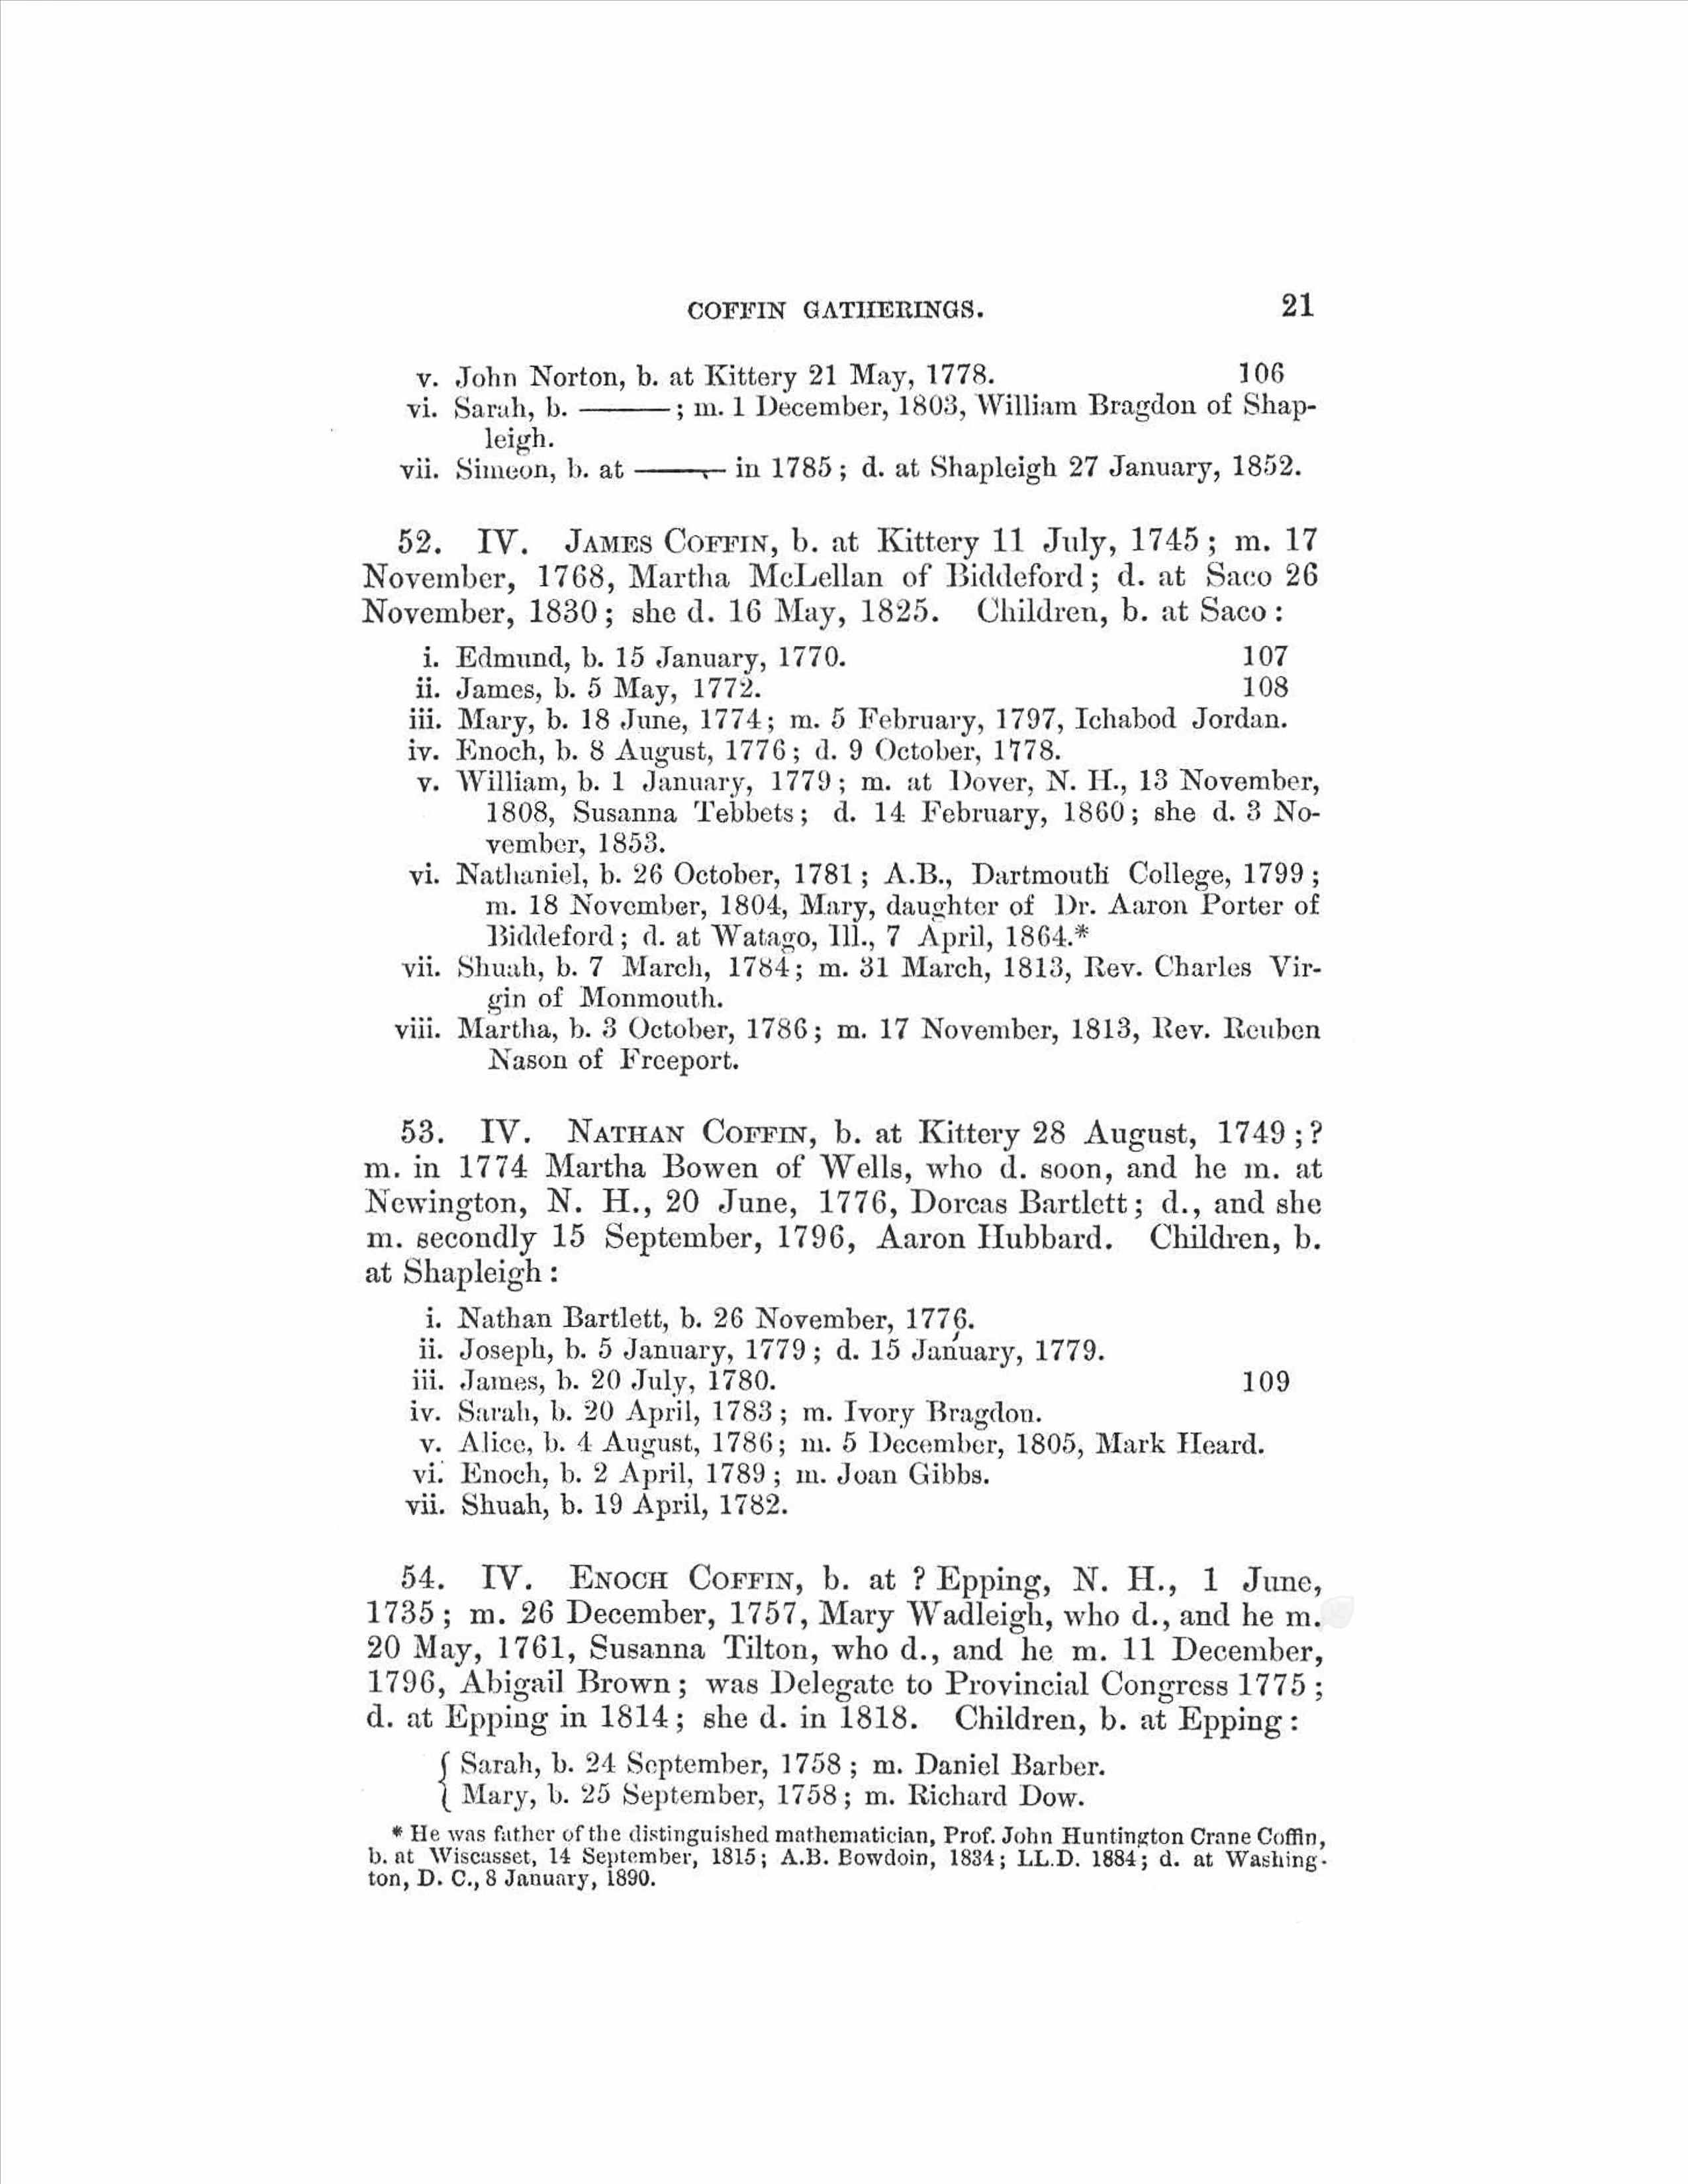 COFFIN GATHERINGS. 21
v. John Norton, b. at Kittery 21 May, 1778. 106
vi. Sarah, b. ———; m. 1 December, 1803, William Bragdon of Shap-
leigh.
vii. Simeon, b. at ——— in 1785; d. at Shapleigh 27 January, 1852.
52. IV. JAMES COFFIN, b. at Kittery 11 July, 1745; m. 17
November, 1768, Martha McLellan of Biddeford; d. at Saco 26
November, 1830; she d. 16 May, 1825. Children, b. at Saco:
i. Edmund, b. 15 January, 1770. 107
ii. James, b. 5 May, 1772. 108
iii. Mary, b. 18 June, 1774; m. 5 February, 1797, Ichabod Jordan.
iv. Enoch, b. 8 August, 1776; d. 9 October, 1778.
v. William, b. 1 January, 1779; m. at Dover, N. H., 13 November,
1808, Susanna Tebbets; d. 14 February, 1860; she d. 3 No-
vember, 1853.
vi. Nathaniel, b. 26 October, 1781; A.B., Dartmouth College, 1799;
m. 18 November, 1804, Mary, daughter of Dr. Aaron Porter of
Biddeford; d. at Watago, Ill., 7 April, 1864.*
vii. Shuah, b. 7 March, 1784; m. 31 March, 1813, Rev. Charles Vir-
gin of Monmouth.
viii. Martha, b. 3 October, 1786; m. 17 November, 1813, Rev. Reuben
Nason of Freeport.
53. IV. NATHAN COFFIN, b. at Kittery 28 August, 1749;?
m. in 1774 Martha Bowen of Wells, who d. soon, and he m. at
Newington, N. H., 20 June, 1776, Dorcas Bartlett; d., and she
m. secondly 15 September, 1796, Aaron Hubbard. Children, b.
at Shapleigh:
i. Nathan Bartlett, b. 26 November, 1776.
ii. Joseph, b. 5 January, 1779; d. 15 January, 1779.
iii. James, b. 20 July, 1780. 109
iv. Sarah, b. 20 April, 1783; m. Ivory Bragdon.
v. Alice, b. 4 August, 1786; m. 5 December, 1805, Mark Heard.
vi. Enoch, b. 2 April, 1789; m. Joan Gibbs.
vii. Shuah, b. 19 April, 1782.
54. IV. ENOCH COFFIN, b. at ? Epping, N. H., 1 June,
1735; m. 26 December, 1757, Mary Wadleigh, who d., and he m.
20 May, 1761, Susanna Tilton, who d., and he m. 11 December,
1796, Abigail Brown; was Delegate to Provincial Congress 1775;
d. at Epping in 1814; she d. in 1818. Children, b. at Epping:
{ Sarah, b. 24 September, 1758; m. Daniel Barber.
{ Mary, b. 25 September, 1758; m. Richard Dow.
* He was father of the distinguished mathematician, Prof. John Huntington Crane Coffin,
b. at Wiscasset, 14 September, 1815; A.B. Bowdoin, 1834; LL.D. 1884; d. at Washing-
ton, D. C., 8 January, 1890.